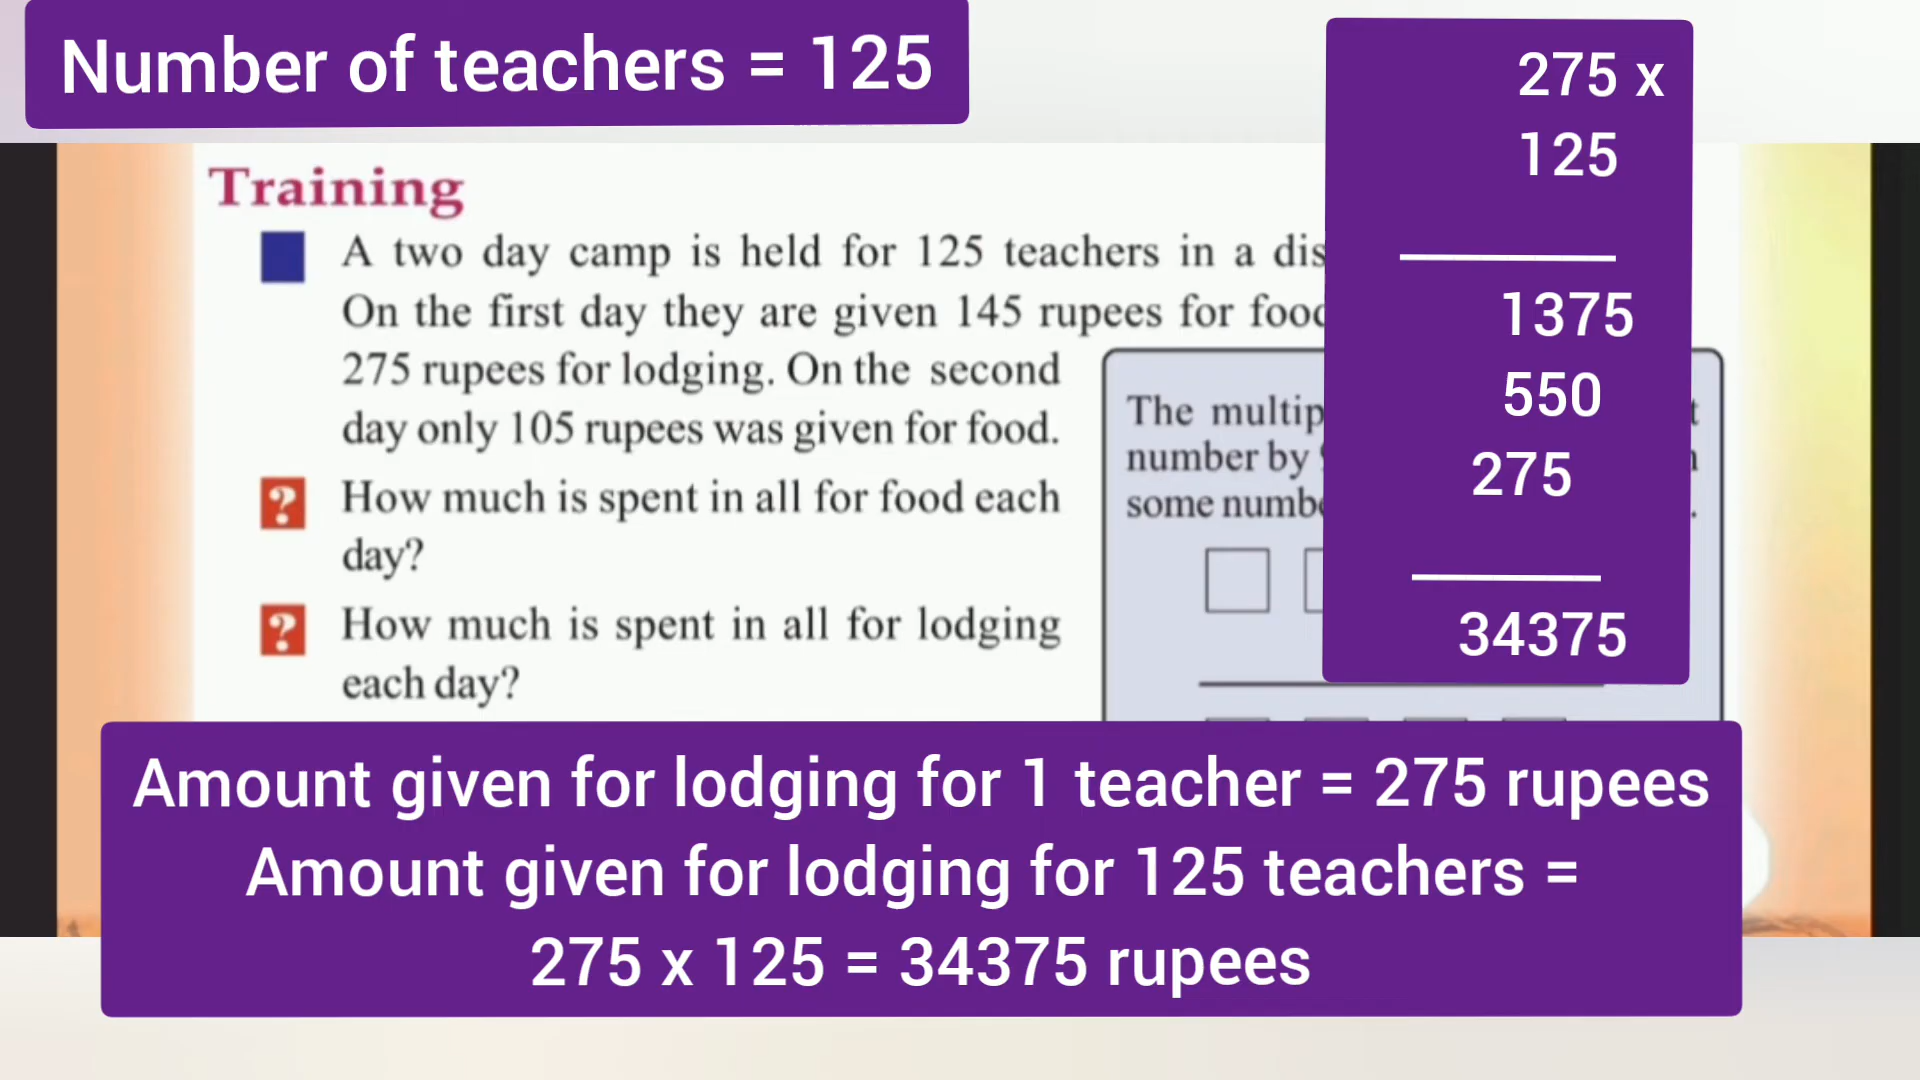 Number of teachers = 125
275 x
125
1375
550
275
34375
Training
A two day camp is held for 125 teachers in a
On the first day they are given 145 rupees for
275 rupees for lodging. On the second
day only 105 rupees was given for food.
? How much is spent in all for food each
day?
? How much is spent in all for lodging
each day?
The
number by
some
Amount given for lodging for 1 teacher = 275 rupees
Amount given for lodging for 125 teachers =
275 x 125 = 34375 rupees